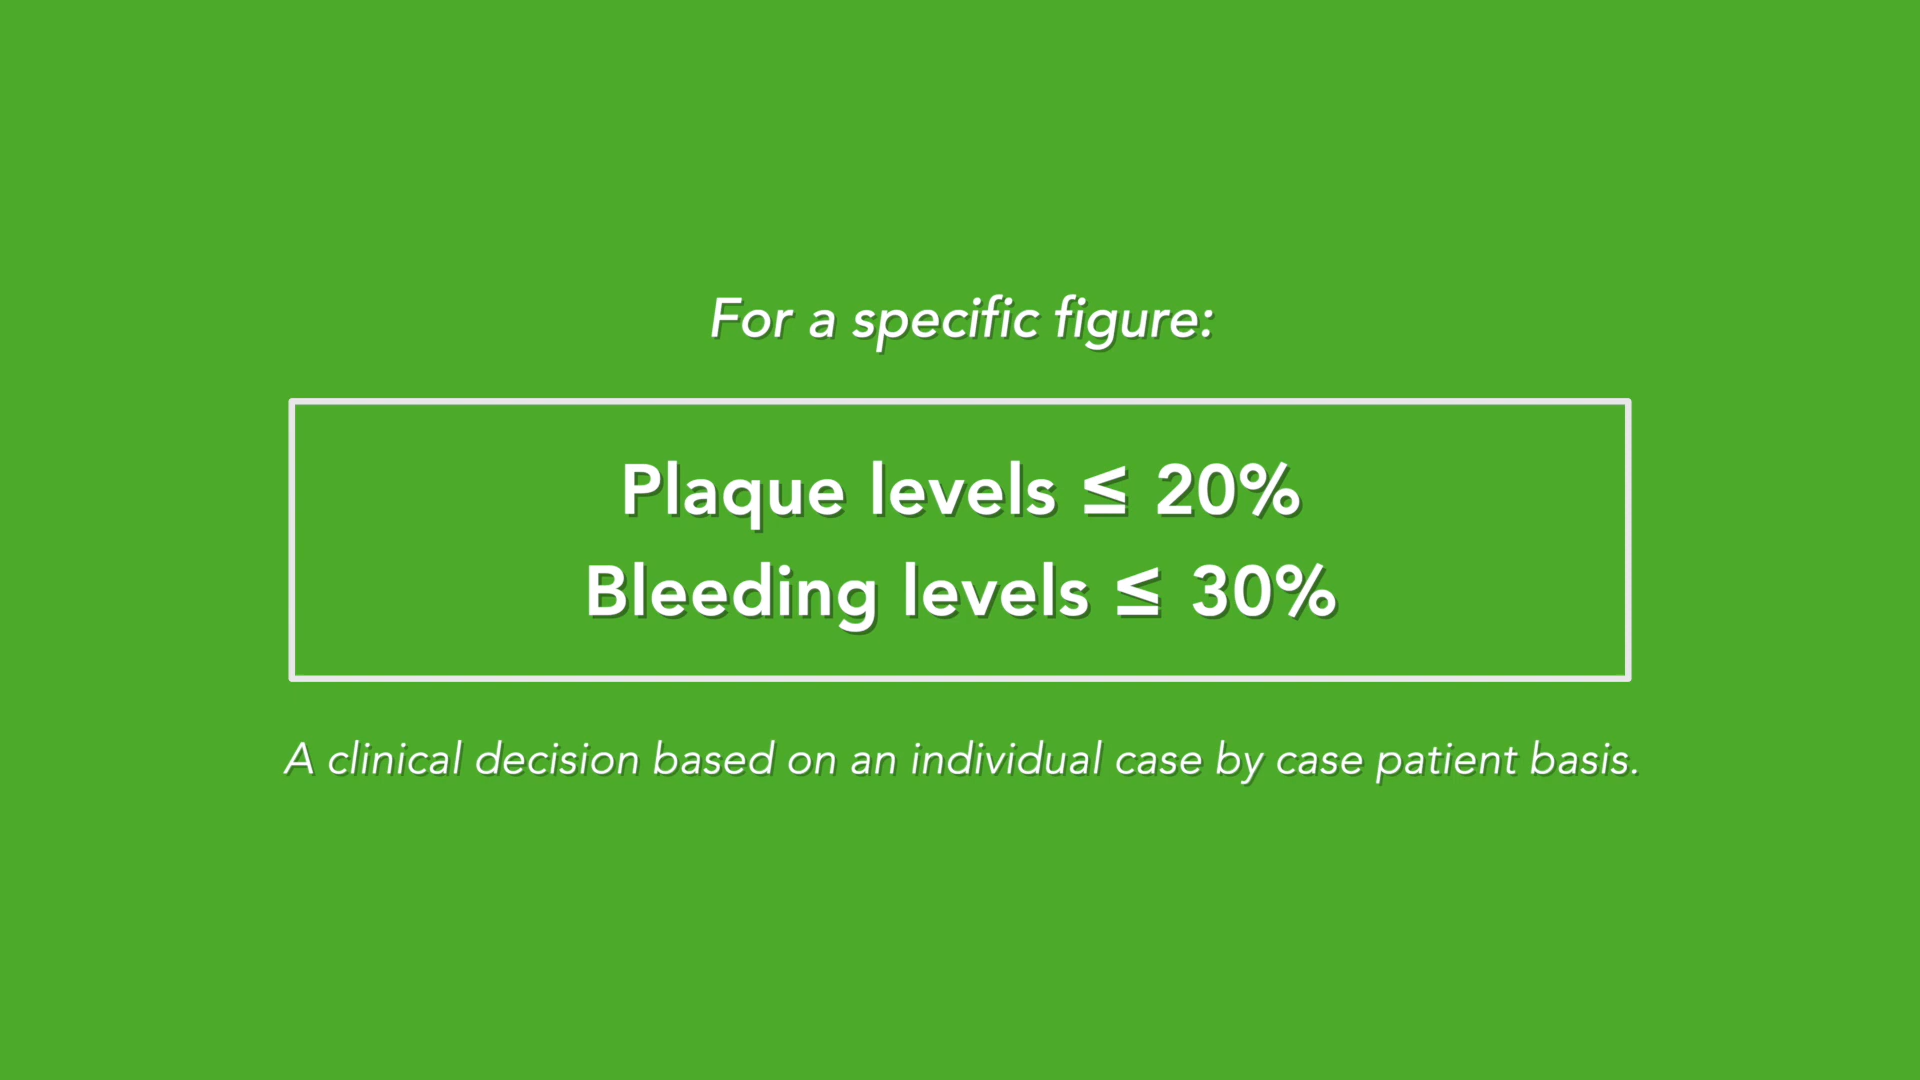 For a specific figure:
Plaque levels ≤ 20%
Bleeding levels ≤ 30%
A clinical decision based on an individual case by case patient basis.